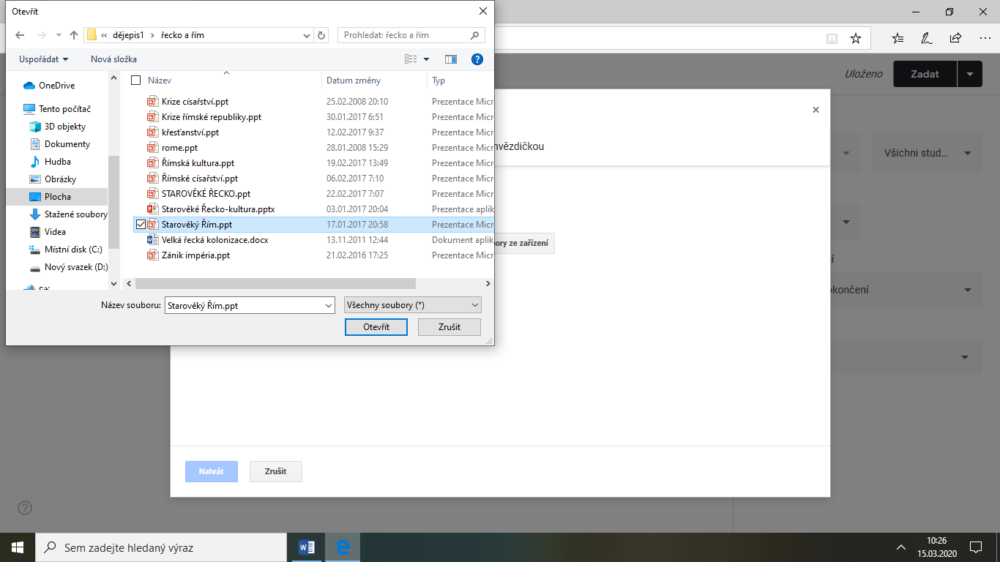 Otevřít
« dějepis1 › řecko a řím
Prohledat: řecko a řím
Uspořádat
Nová složka
OneDrive
Tento počítač
3D objekty
Dokumenty
Hudba
Obrázky
Plocha
Stažené soubory
Videa
Místní disk (C:)
Nový svazek (D:)
Síť
Název Datum změny Typ
Krize císařství.ppt 25.02.2008 20:10 Prezentace Micr
Krize římské republiky.ppt 30.01.2017 6:51 Prezentace Micr
křesťanství.ppt 12.02.2017 9:37 Prezentace Micr
rome.ppt 28.01.2008 15:29 Prezentace Micr
Římská kultura.ppt 19.02.2017 13:49 Prezentace Micr
Římské císařství.ppt 06.02.2017 7:10 Prezentace Micr
STAROVĚKÉ ŘECKO.ppt 22.02.2017 7:07 Prezentace Micr
Starověké Řecko-kultura.pptx 03.01.2017 20:04 Prezentace aplik
Starověký Řím.ppt 17.01.2017 20:58 Prezentace Micr
Velká řecká kolonizace.docx 13.11.2011 12:44 Dokument aplik
Zánik impéria.ppt 21.02.2016 17:25 Prezentace Micr
Název souboru: Starověký Řím.ppt
Všechny soubory (*)
Otevřít
Zrušit
Uloženo
Zadat
hvězdičkou
Všichni stud...
bory ze zařízení
í
okončení
Nahrát
Zrušit
Sem zadejte hledaný výraz
10:26
15.03.2020